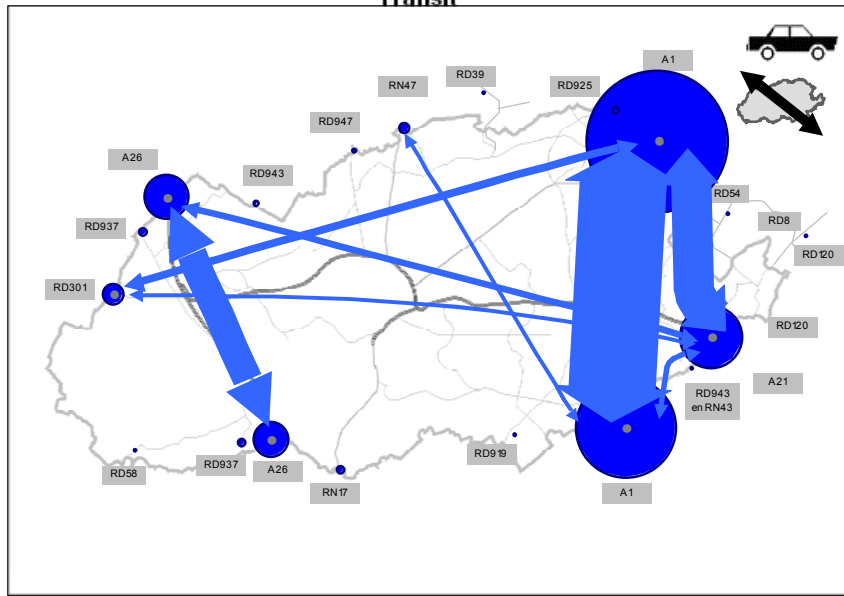 Transit
A1
RD39
RN47
RD925
RD947
A26
RD943
RD54
RD937
RD8
RD120
RD301
RD120
A21
RD943
en RN43
RD919
RD58
RD937
A26
RN17
A1